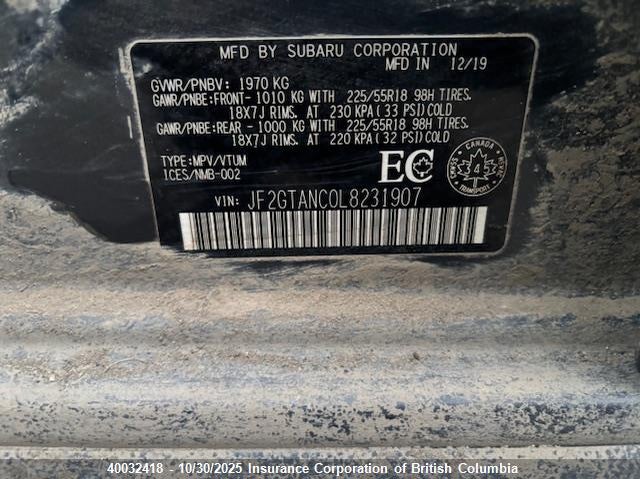 MFD BY SUBARU CORPORATION
MFD IN 12/19
GVWR/PNBV: 1970 KG
GAWR/PNBE:FRONT- 1010 KG WITH 225/55R18 98H TIRES.
18X7J RIMS. AT 230 KPA (33 PSI)COLD
GAWR/PNBE:REAR - 1000 KG WITH 225/55R18 98H TIRES.
18X7J RIMS. AT 220 KPA (32 PSI)COLD
TYPE:MPV/VTUM
ICES/NMB-002
EC
CANADA
4
VIN: JF2GTANC0L8231907
40032418 - 10/30/2025 Insurance Corporation of British Columbia